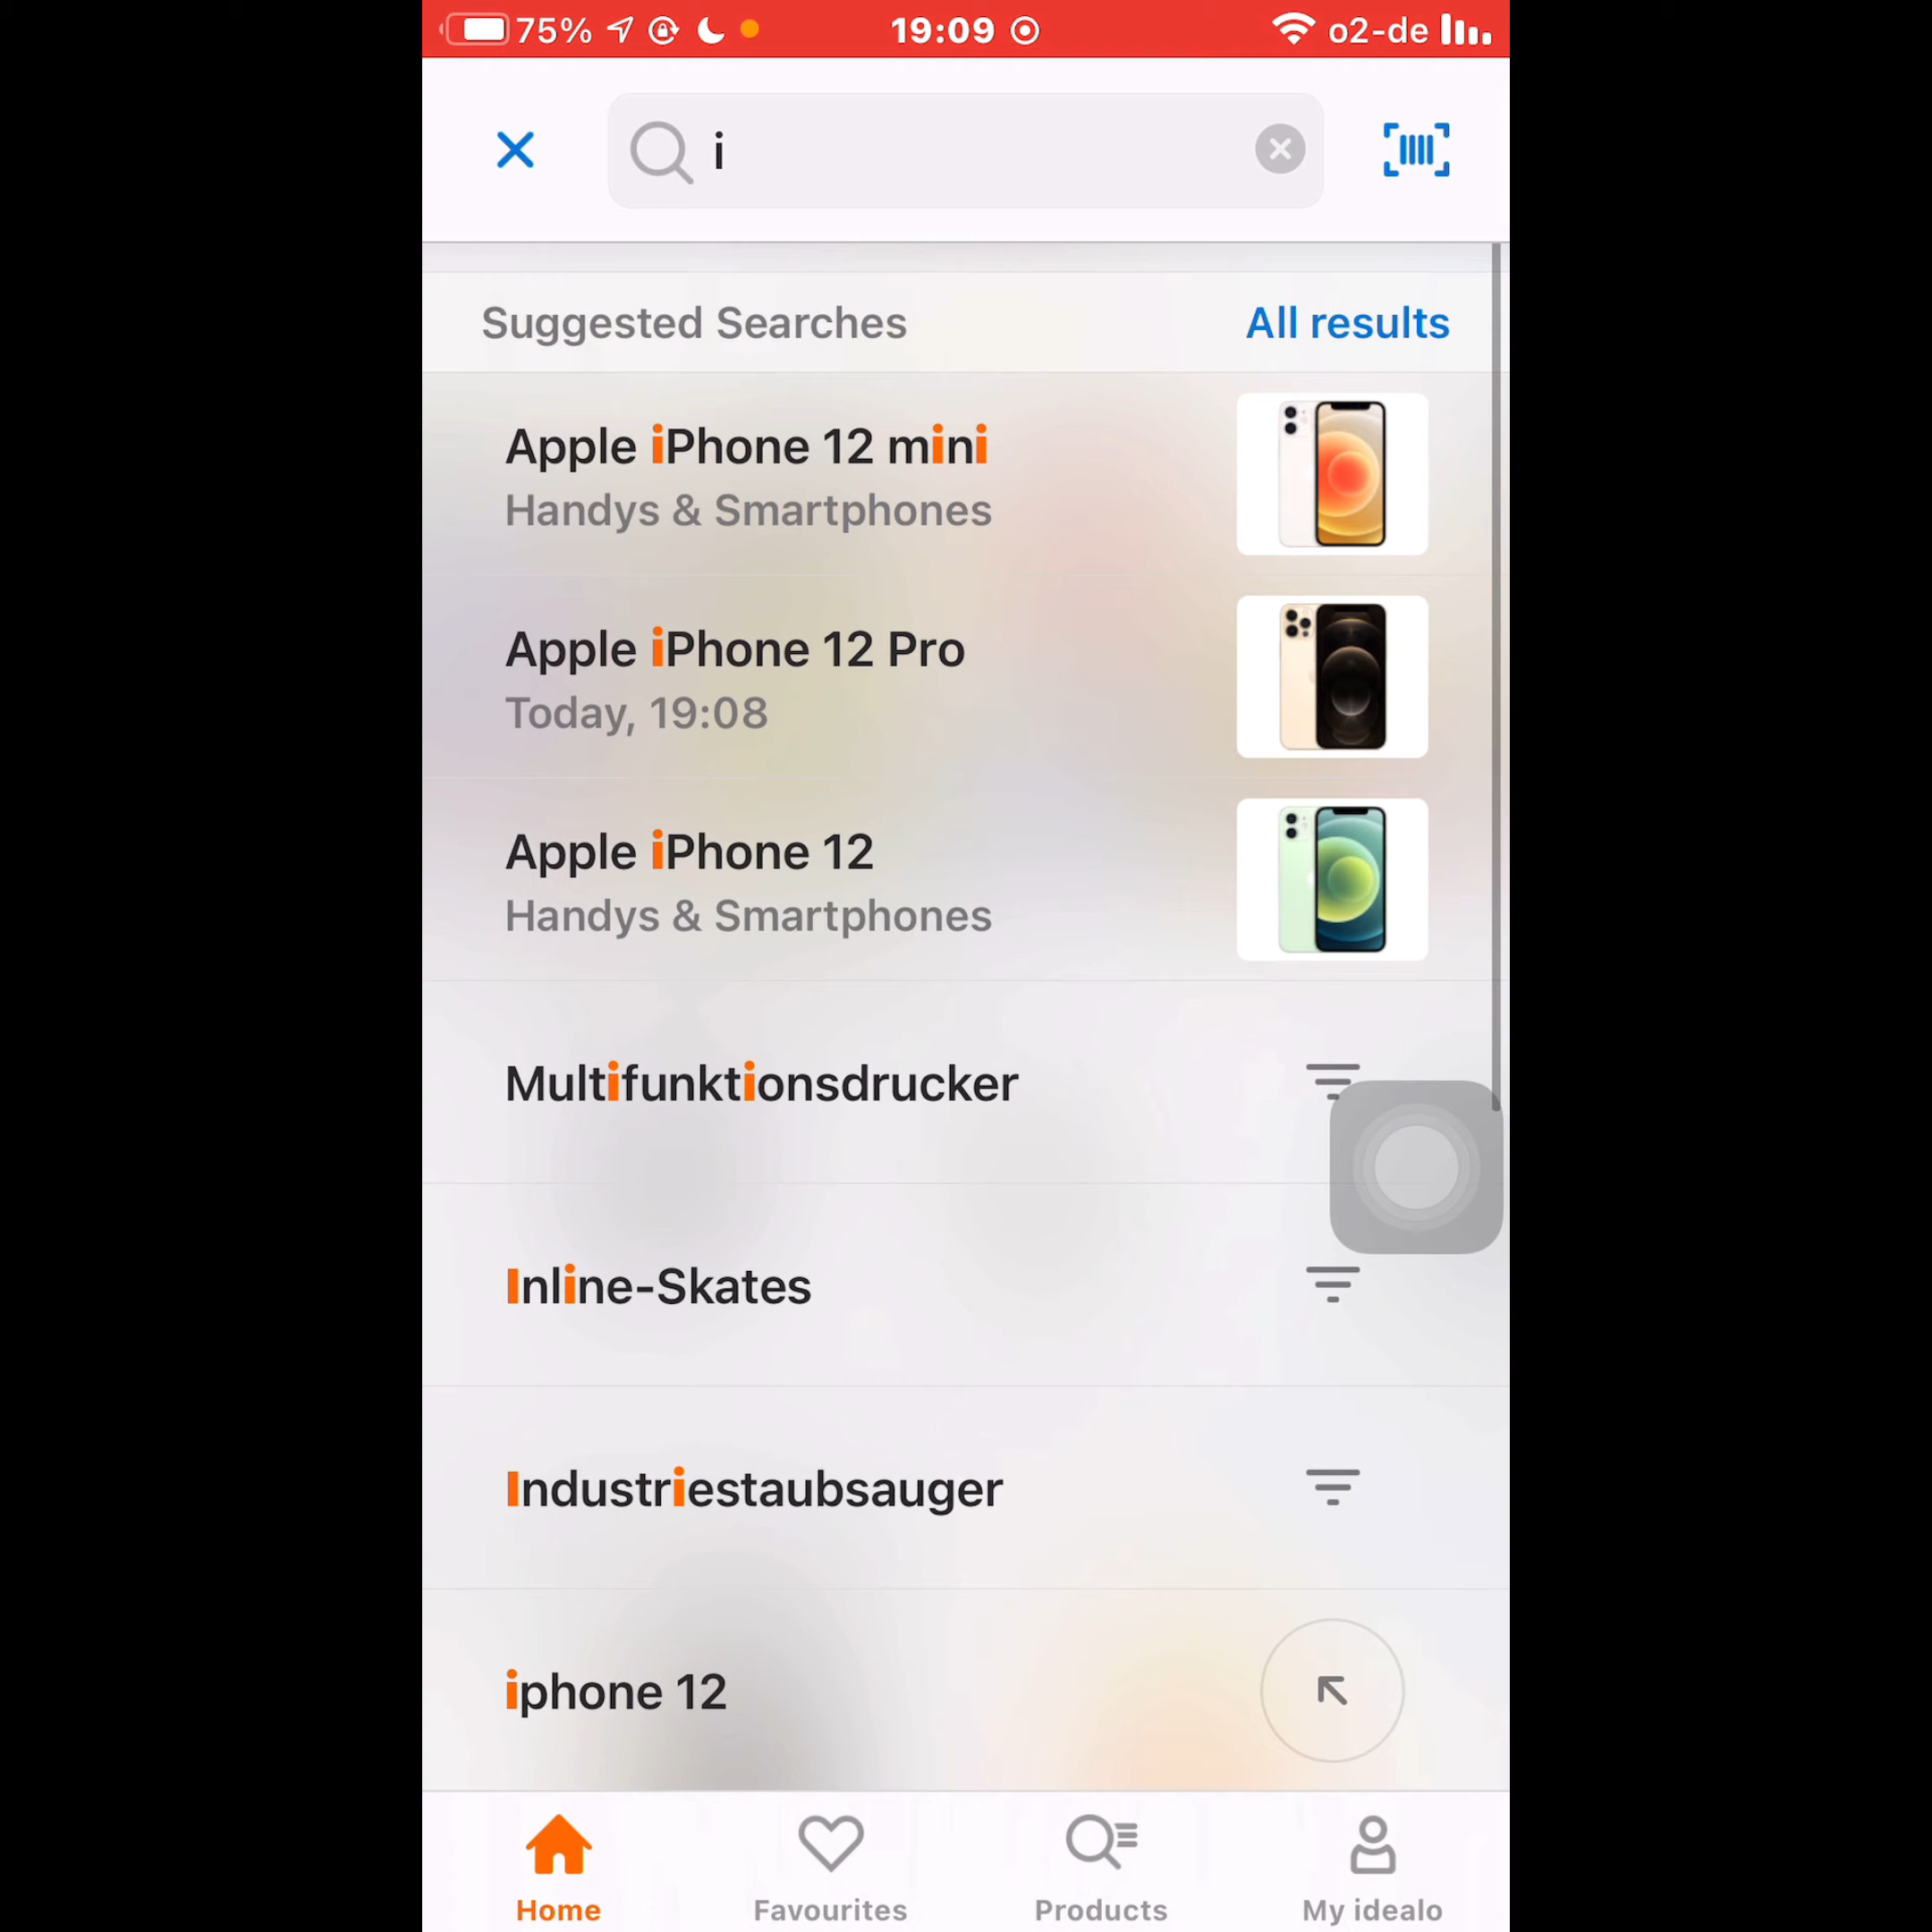 75% 19:09 o2-de
i
Suggested Searches All results
Apple iPhone 12 mini
Handys & Smartphones
Apple iPhone 12 Pro
Today, 19:08
Apple iPhone 12
Handys & Smartphones
Multifunktionsdrucker
Inline-Skates
Industriestaubsauger
iphone 12
Home Favourites Products My idealo